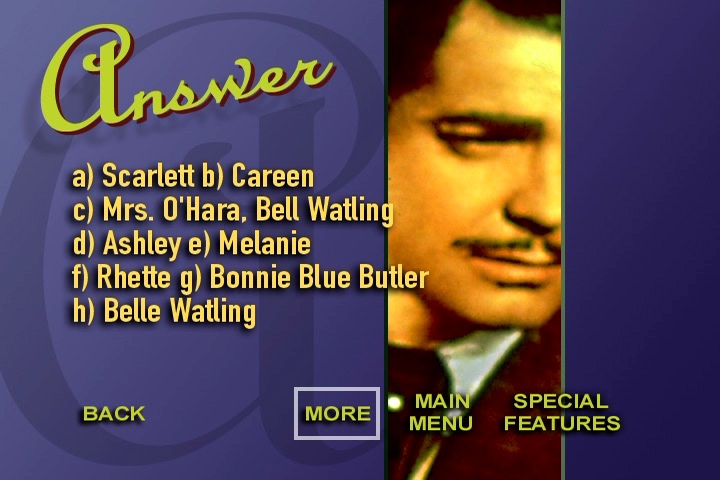 Answer
a) Scarlett b) Careen
c) Mrs. O'Hara, Bell Watling
d) Ashley e) Melanie
f) Rhette g) Bonnie Blue Butler
h) Belle Watling
BACK
MORE
MAIN
MENU
SPECIAL
FEATURES